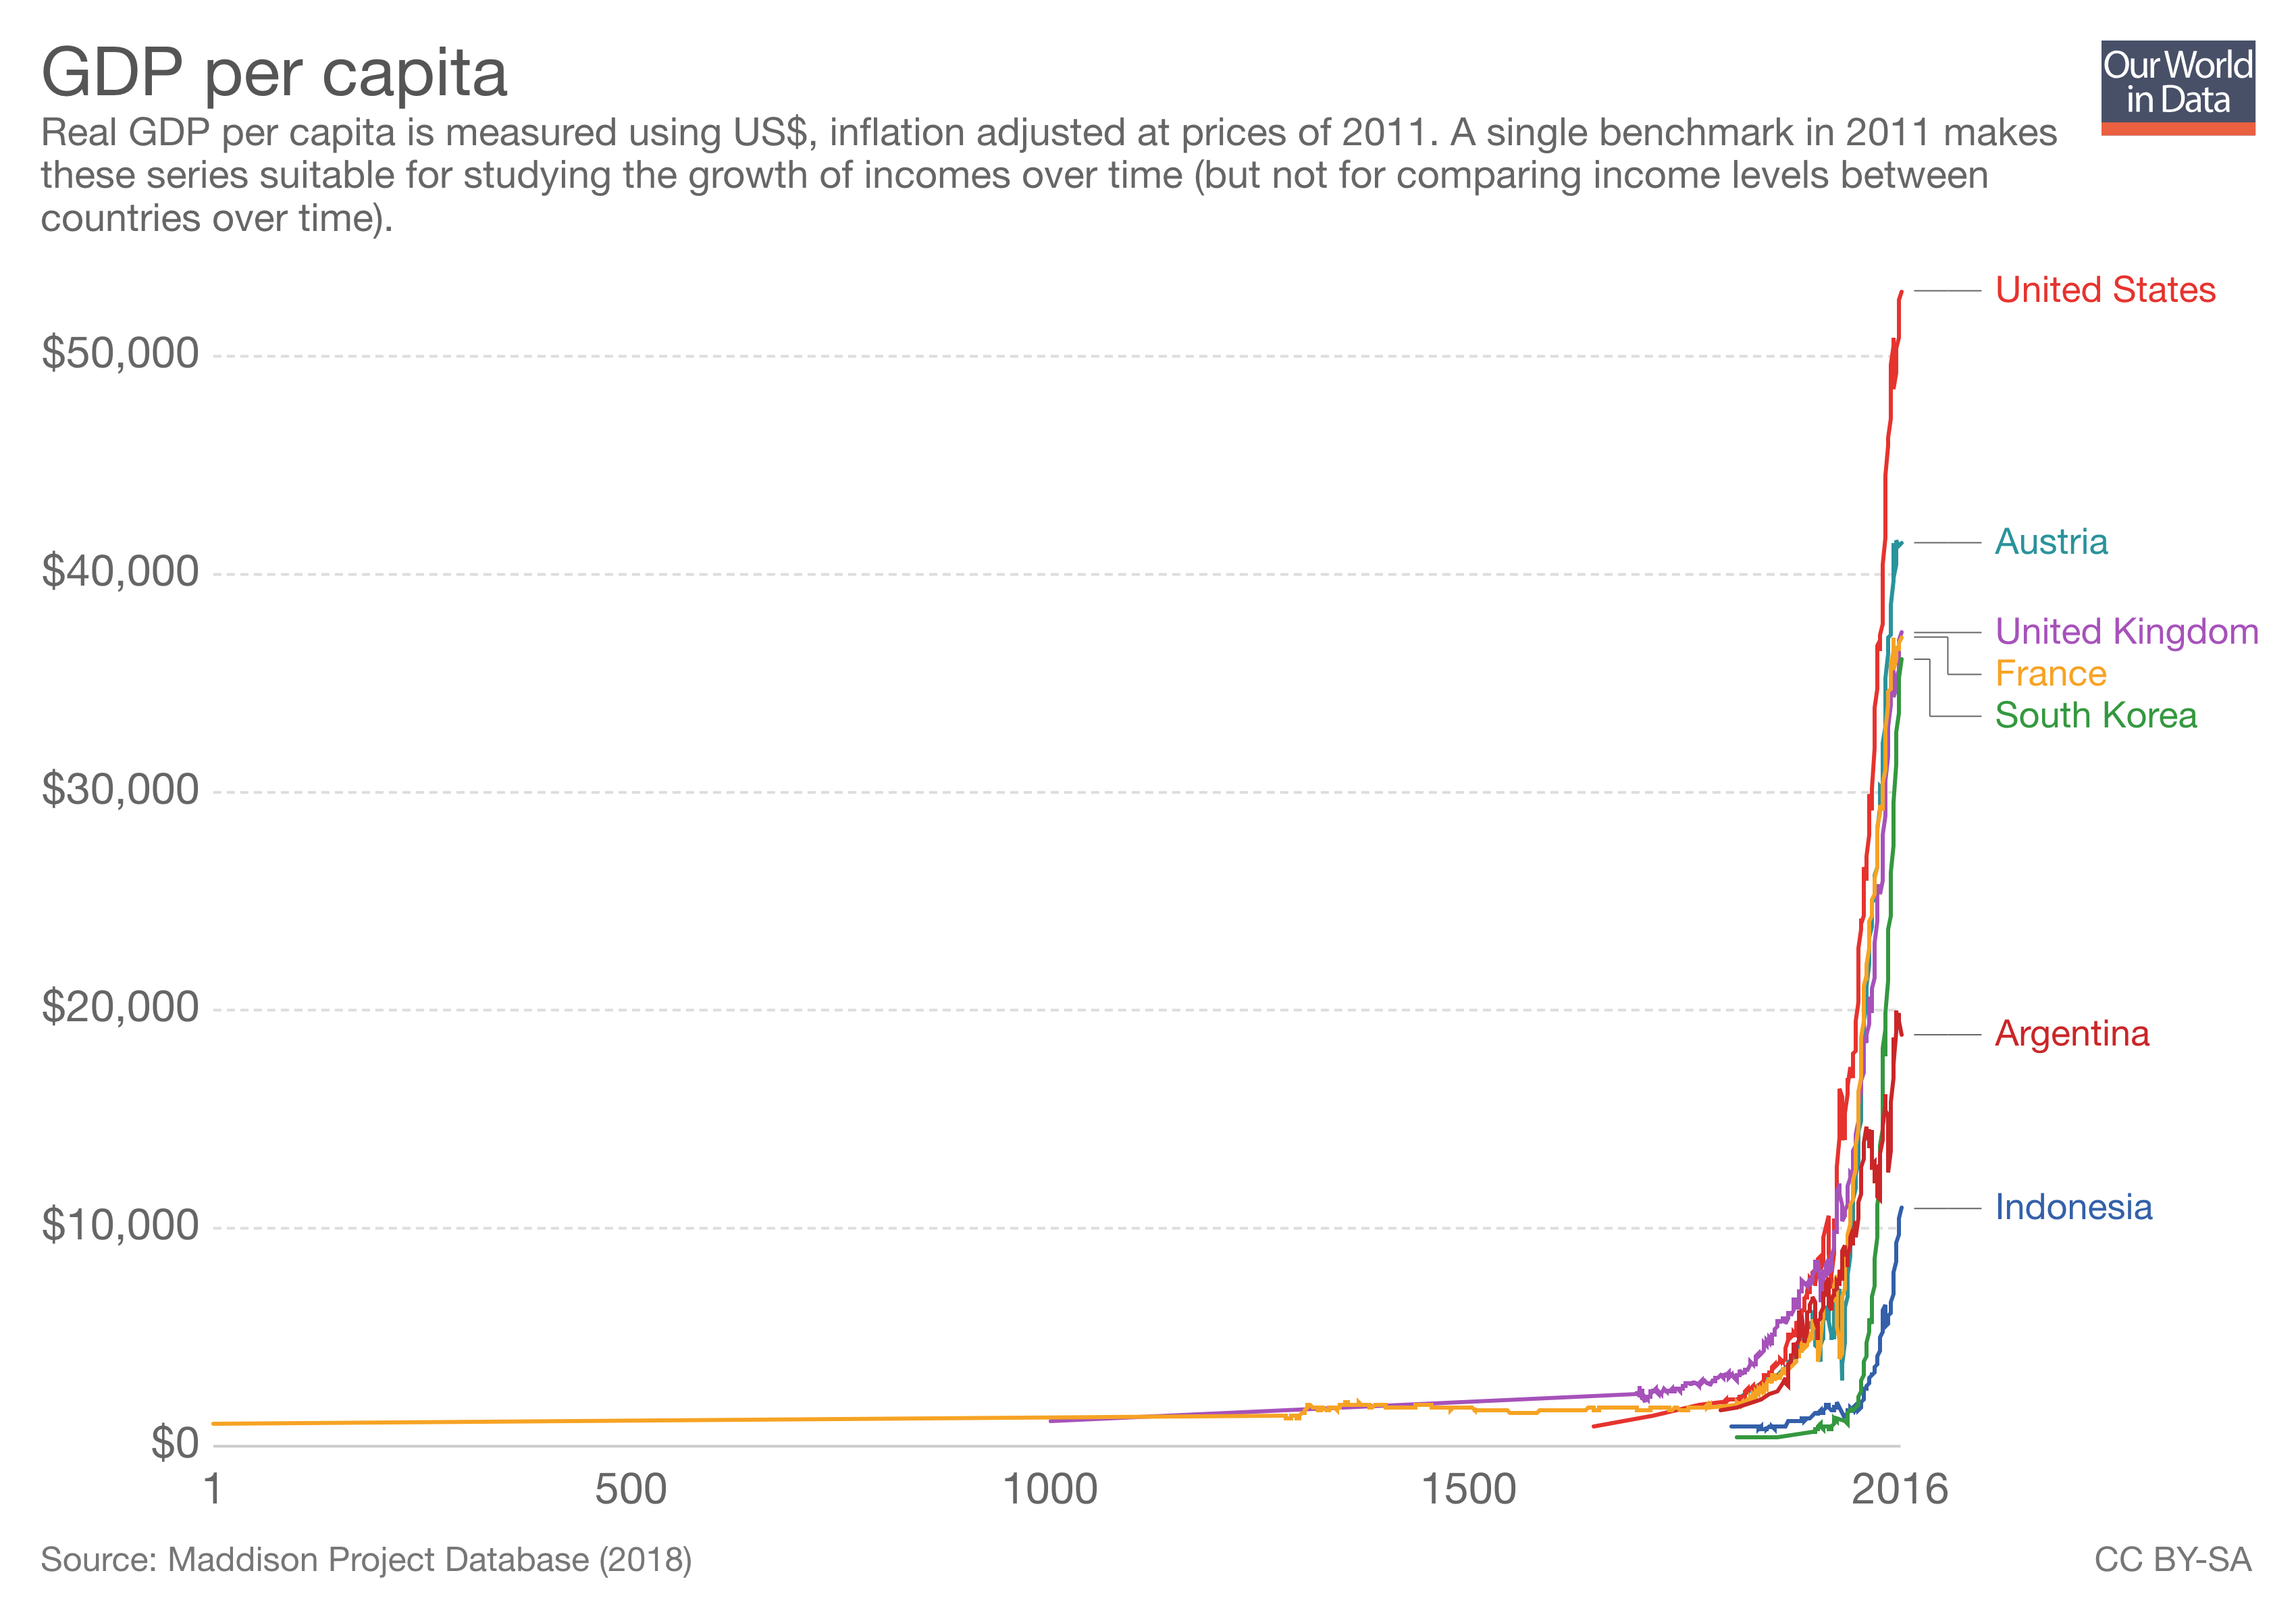 GDP per capita
Our World
in Data
Real GDP per capita is measured using US$, inflation adjusted at prices of 2011. A single benchmark in 2011 makes
these series suitable for studying the growth of incomes over time (but not for comparing income levels between
countries over time).
United States
$50,000
Austria
$40,000
United Kingdom
France
South Korea
$30,000
$20,000
Argentina
$10,000
Indonesia
$0
1 500 1000 1500 2016
Source: Maddison Project Database (2018)
CC BY-SA